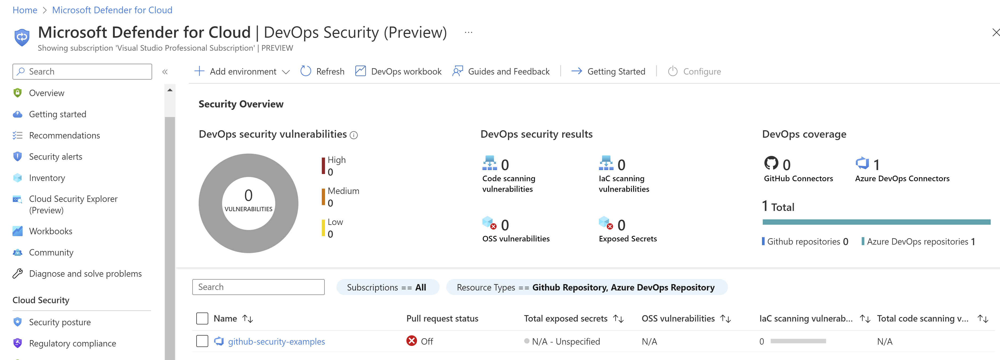 Home > Microsoft Defender for Cloud
Microsoft Defender for Cloud | DevOps Security (Preview) ...
Showing subscription 'Visual Studio Professional Subscription' | PREVIEW
Search «
Overview
Getting started
Recommendations
Security alerts
Inventory
Cloud Security Explorer
(Preview)
Workbooks
Community
Diagnose and solve problems
Cloud Security
Security posture
Regulatory compliance
Add environment Refresh DevOps workbook Guides and Feedback Getting Started Configure
Security Overview
DevOps security vulnerabilities
0
VULNERABILITIES
High
0
Medium
0
Low
0
DevOps security results
0
Code scanning
vulnerabilities
0
IaC scanning
vulnerabilities
0
OSS vulnerabilities
0
Exposed Secrets
DevOps coverage
0
GitHub Connectors
1
Azure DevOps Connectors
1 Total
Github repositories 0 Azure DevOps repositories 1
Search Subscriptions == All Resource Types == Github Repository, Azure DevOps Repository
Name ↑↓ Pull request status Total exposed secrets ↑↓ OSS vulnerabilities ↑↓ IaC scanning vulnerab... ↑↓ Total code scanning v... ↑↓
github-security-examples Off N/A - Unspecified N/A 0 N/A